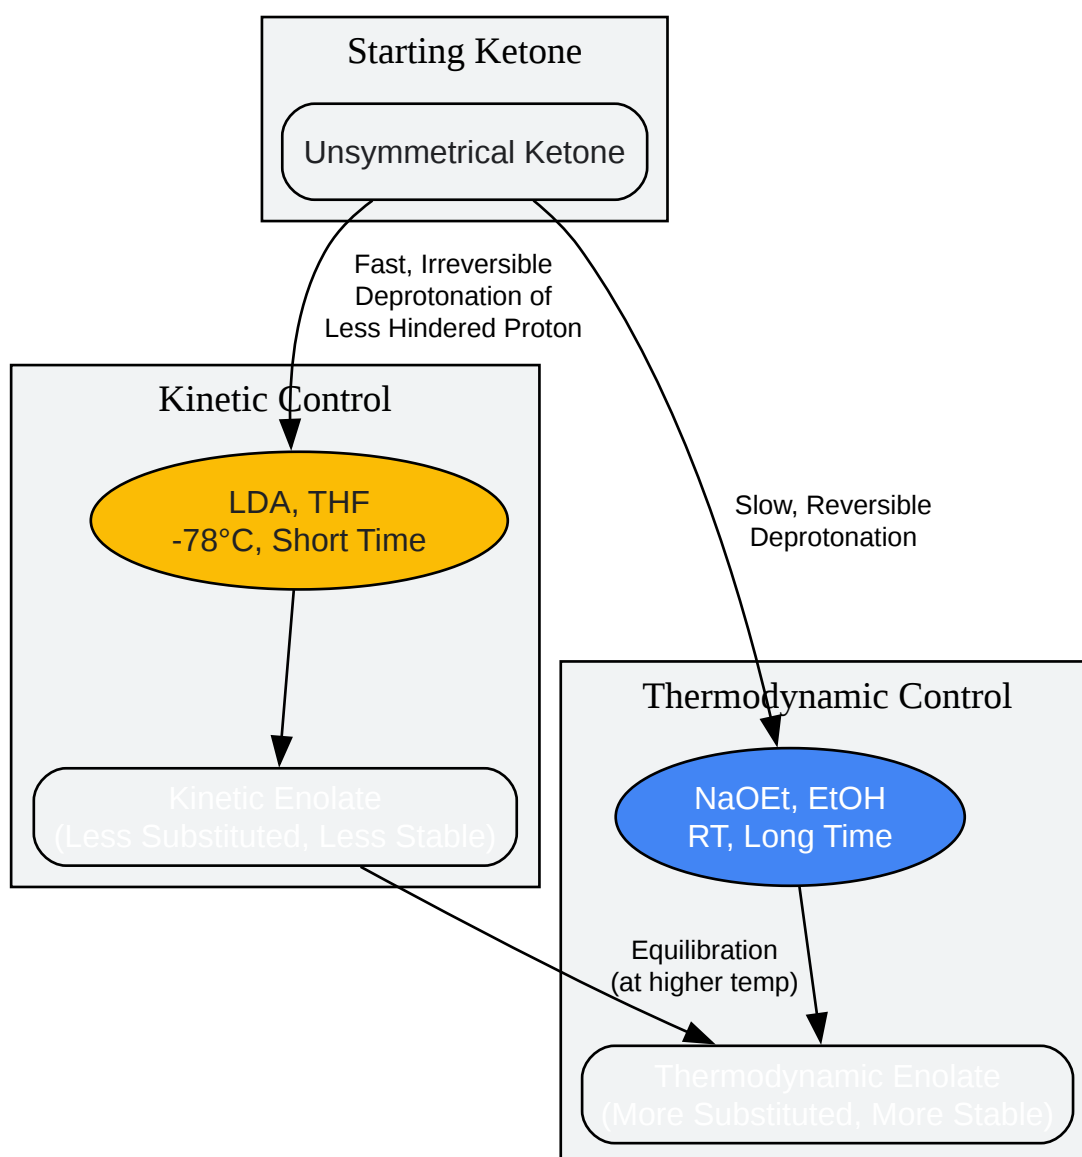 Starting Ketone
Unsymmetrical Ketone
Fast, Irreversible
Deprotonation of
Less Hindered Proton
Kinetic Control
LDA, THF
-78°C, Short Time
Slow, Reversible
Deprotonation
Thermodynamic Control
Kinetic Enolate
(Less Substituted, Less Stable)
NaOEt, EtOH
RT, Long Time
Equilibration
(at higher temp)
Thermodynamic Enolate
(More Substituted, More Stable)